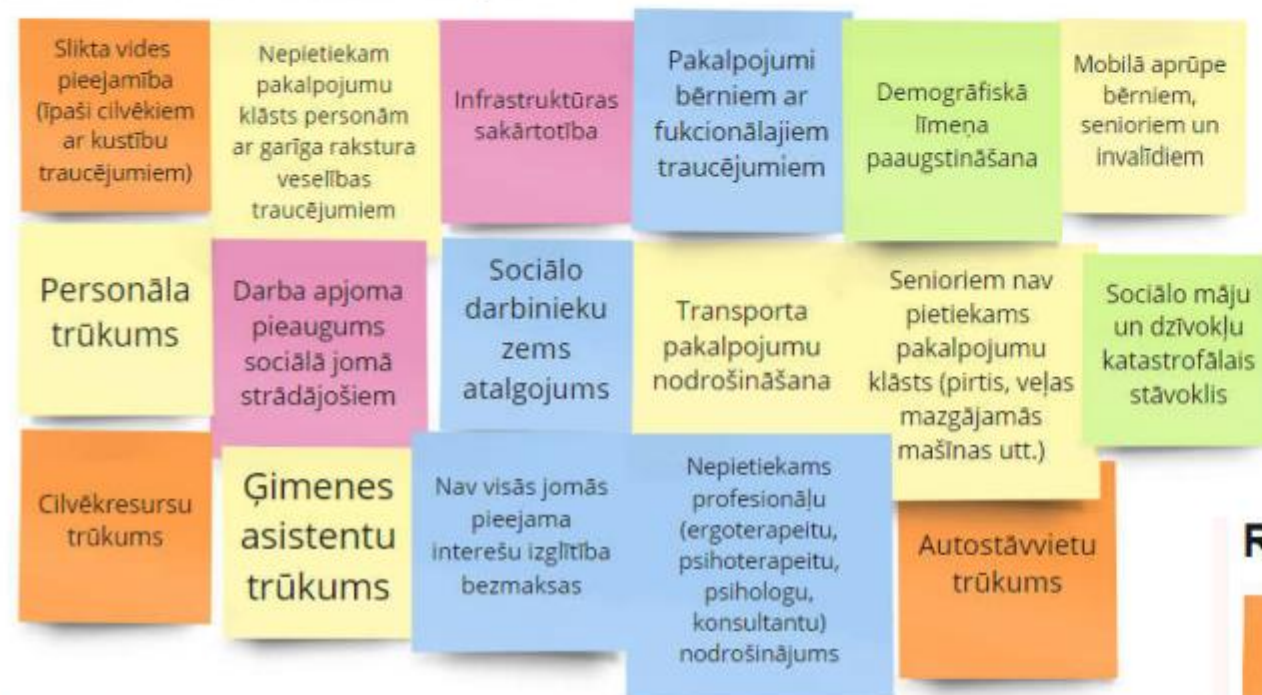 Slikta vides
pieejamība
(īpaši cilvēkiem
ar kustību
traucējumiem)
Nepietiekam
pakalpojumu
klāsts personām
ar garīga rakstura
veselības
traucējumiem
Infrastruktūras
sakārtotība
Pakalpojumi
bērniem ar
fukcionālajiem
traucējumiem
Demogrāfiskā
līmeņa
paaugstināšana
Mobilā aprūpe
bērniem,
senioriem un
invalīdiem
Personāla
trūkums
Darba apjoma
pieaugums
sociālā jomā
strādājošiem
Sociālo
darbinieku
zems
atalgojums
Transporta
pakalpojumu
nodrošināšana
Senioriem nav
pietiekams
pakalpojumu
klāsts (pirtis, veļas
mazgājamās
mašīnas utt.)
Sociālo māju
un dzīvokļu
katastrofālais
stāvoklis
Cilvēkresursu
trūkums
Ģimenes
asistentu
trūkums
Nav visās jomās
pieejama
interešu izglītība
bezmaksas
Nepietiekams
profesionāļu
(ergoterapeitu,
psihoterapeitu,
psihologu,
konsultantu)
nodrošinājums
Autostāvvietu
trūkums